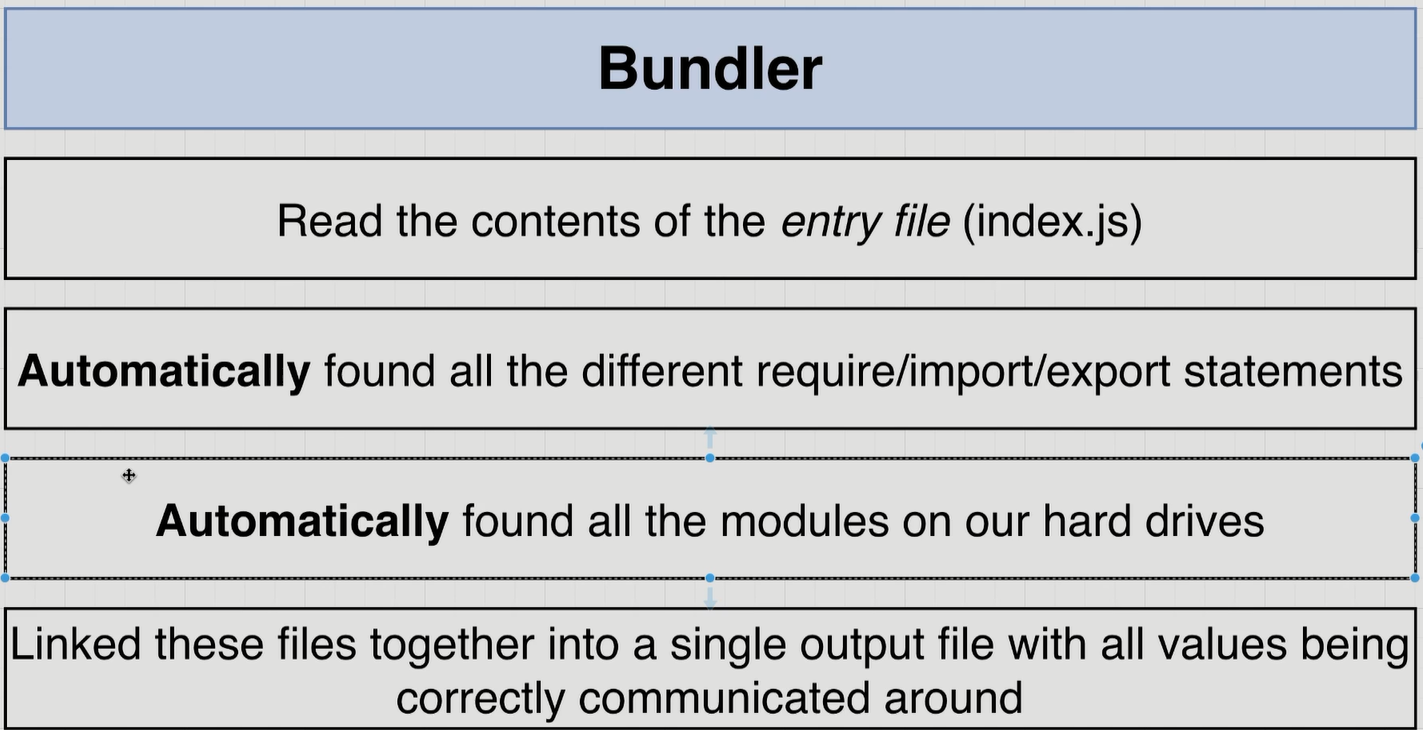 Bundler
Read the contents of the entry file (index.js)
Automatically found all the different require/import/export statements
Automatically found all the modules on our hard drives
Linked these files together into a single output file with all values being
correctly communicated around